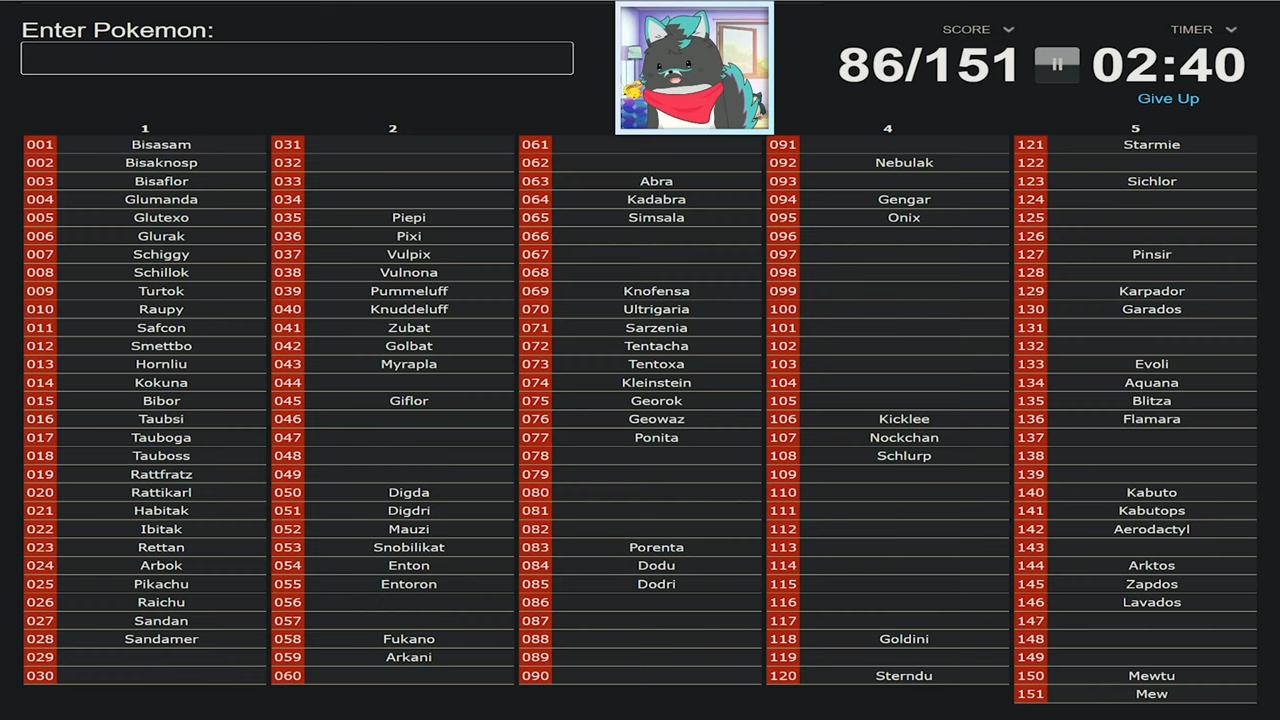 Enter Pokemon:
SCORE
TIMER
86/151
02:40
Give Up
1 2 4 5
001 Bisasam 031 061 091 121 Starmie
002 Bisaknosp 032 062 092 Nebulak 122
003 Bisaflor 033 063 Abra 093 123 Sichlor
004 Glumanda 034 064 Kadabra 094 Gengar 124
005 Glutexo 035 Piepi 065 Simsala 095 Onix 125
006 Glurak 036 Pixi 066 096 126
007 Schiggy 037 Vulpix 067 097 127 Pinsir
008 Schillok 038 Vulnona 068 098 128
009 Turtok 039 Pummeluff 069 Knofensa 099 129 Karpador
010 Raupy 040 Knuddeluff 070 Ultrigaria 100 130 Garados
011 Safcon 041 Zubat 071 Sarzenia 101 131
012 Smettbo 042 Golbat 072 Tentacha 102 132
013 Hornliu 043 Myrapla 073 Tentoxa 103 133 Evoli
014 Kokuna 044 074 Kleinstein 104 134 Aquana
015 Bibor 045 Giflor 075 Georok 105 135 Blitza
016 Taubsi 046 076 Geowaz 106 Kicklee 136 Flamara
017 Tauboga 047 077 Ponita 107 Nockchan 137
018 Tauboss 048 078 108 Schlurp 138
019 Rattfratz 049 079 109 139
020 Rattikarl 050 Digda 080 110 140 Kabuto
021 Habitak 051 Digdri 081 111 141 Kabutops
022 Ibitak 052 Mauzi 082 112 142 Aerodactyl
023 Rettan 053 Snobilikat 083 Porenta 113 143
024 Arbok 054 Enton 084 Dodu 114 144 Arktos
025 Pikachu 055 Entoron 085 Dodri 115 145 Zapdos
026 Raichu 056 086 116 146 Lavados
027 Sandan 057 087 117 147
028 Sandamer 058 Fukano 088 118 Goldini 148
029 059 Arkani 089 119 149
030 060 090 120 Sterndu 150 Mewtu
151 Mew